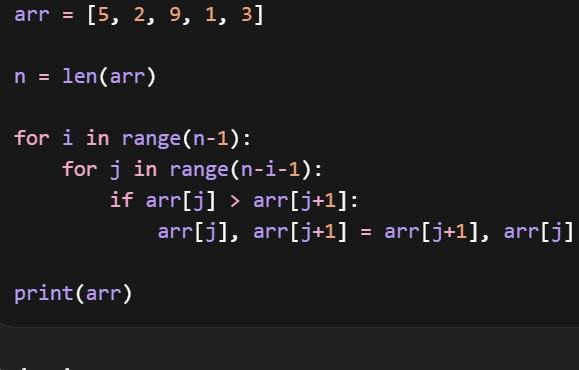 arr = [5, 2, 9, 1, 3]
n = len(arr)
for i in range(n-1):
    for j in range(n-i-1):
        if arr[j] > arr[j+1]:
            arr[j], arr[j+1] = arr[j+1], arr[j]
print(arr)